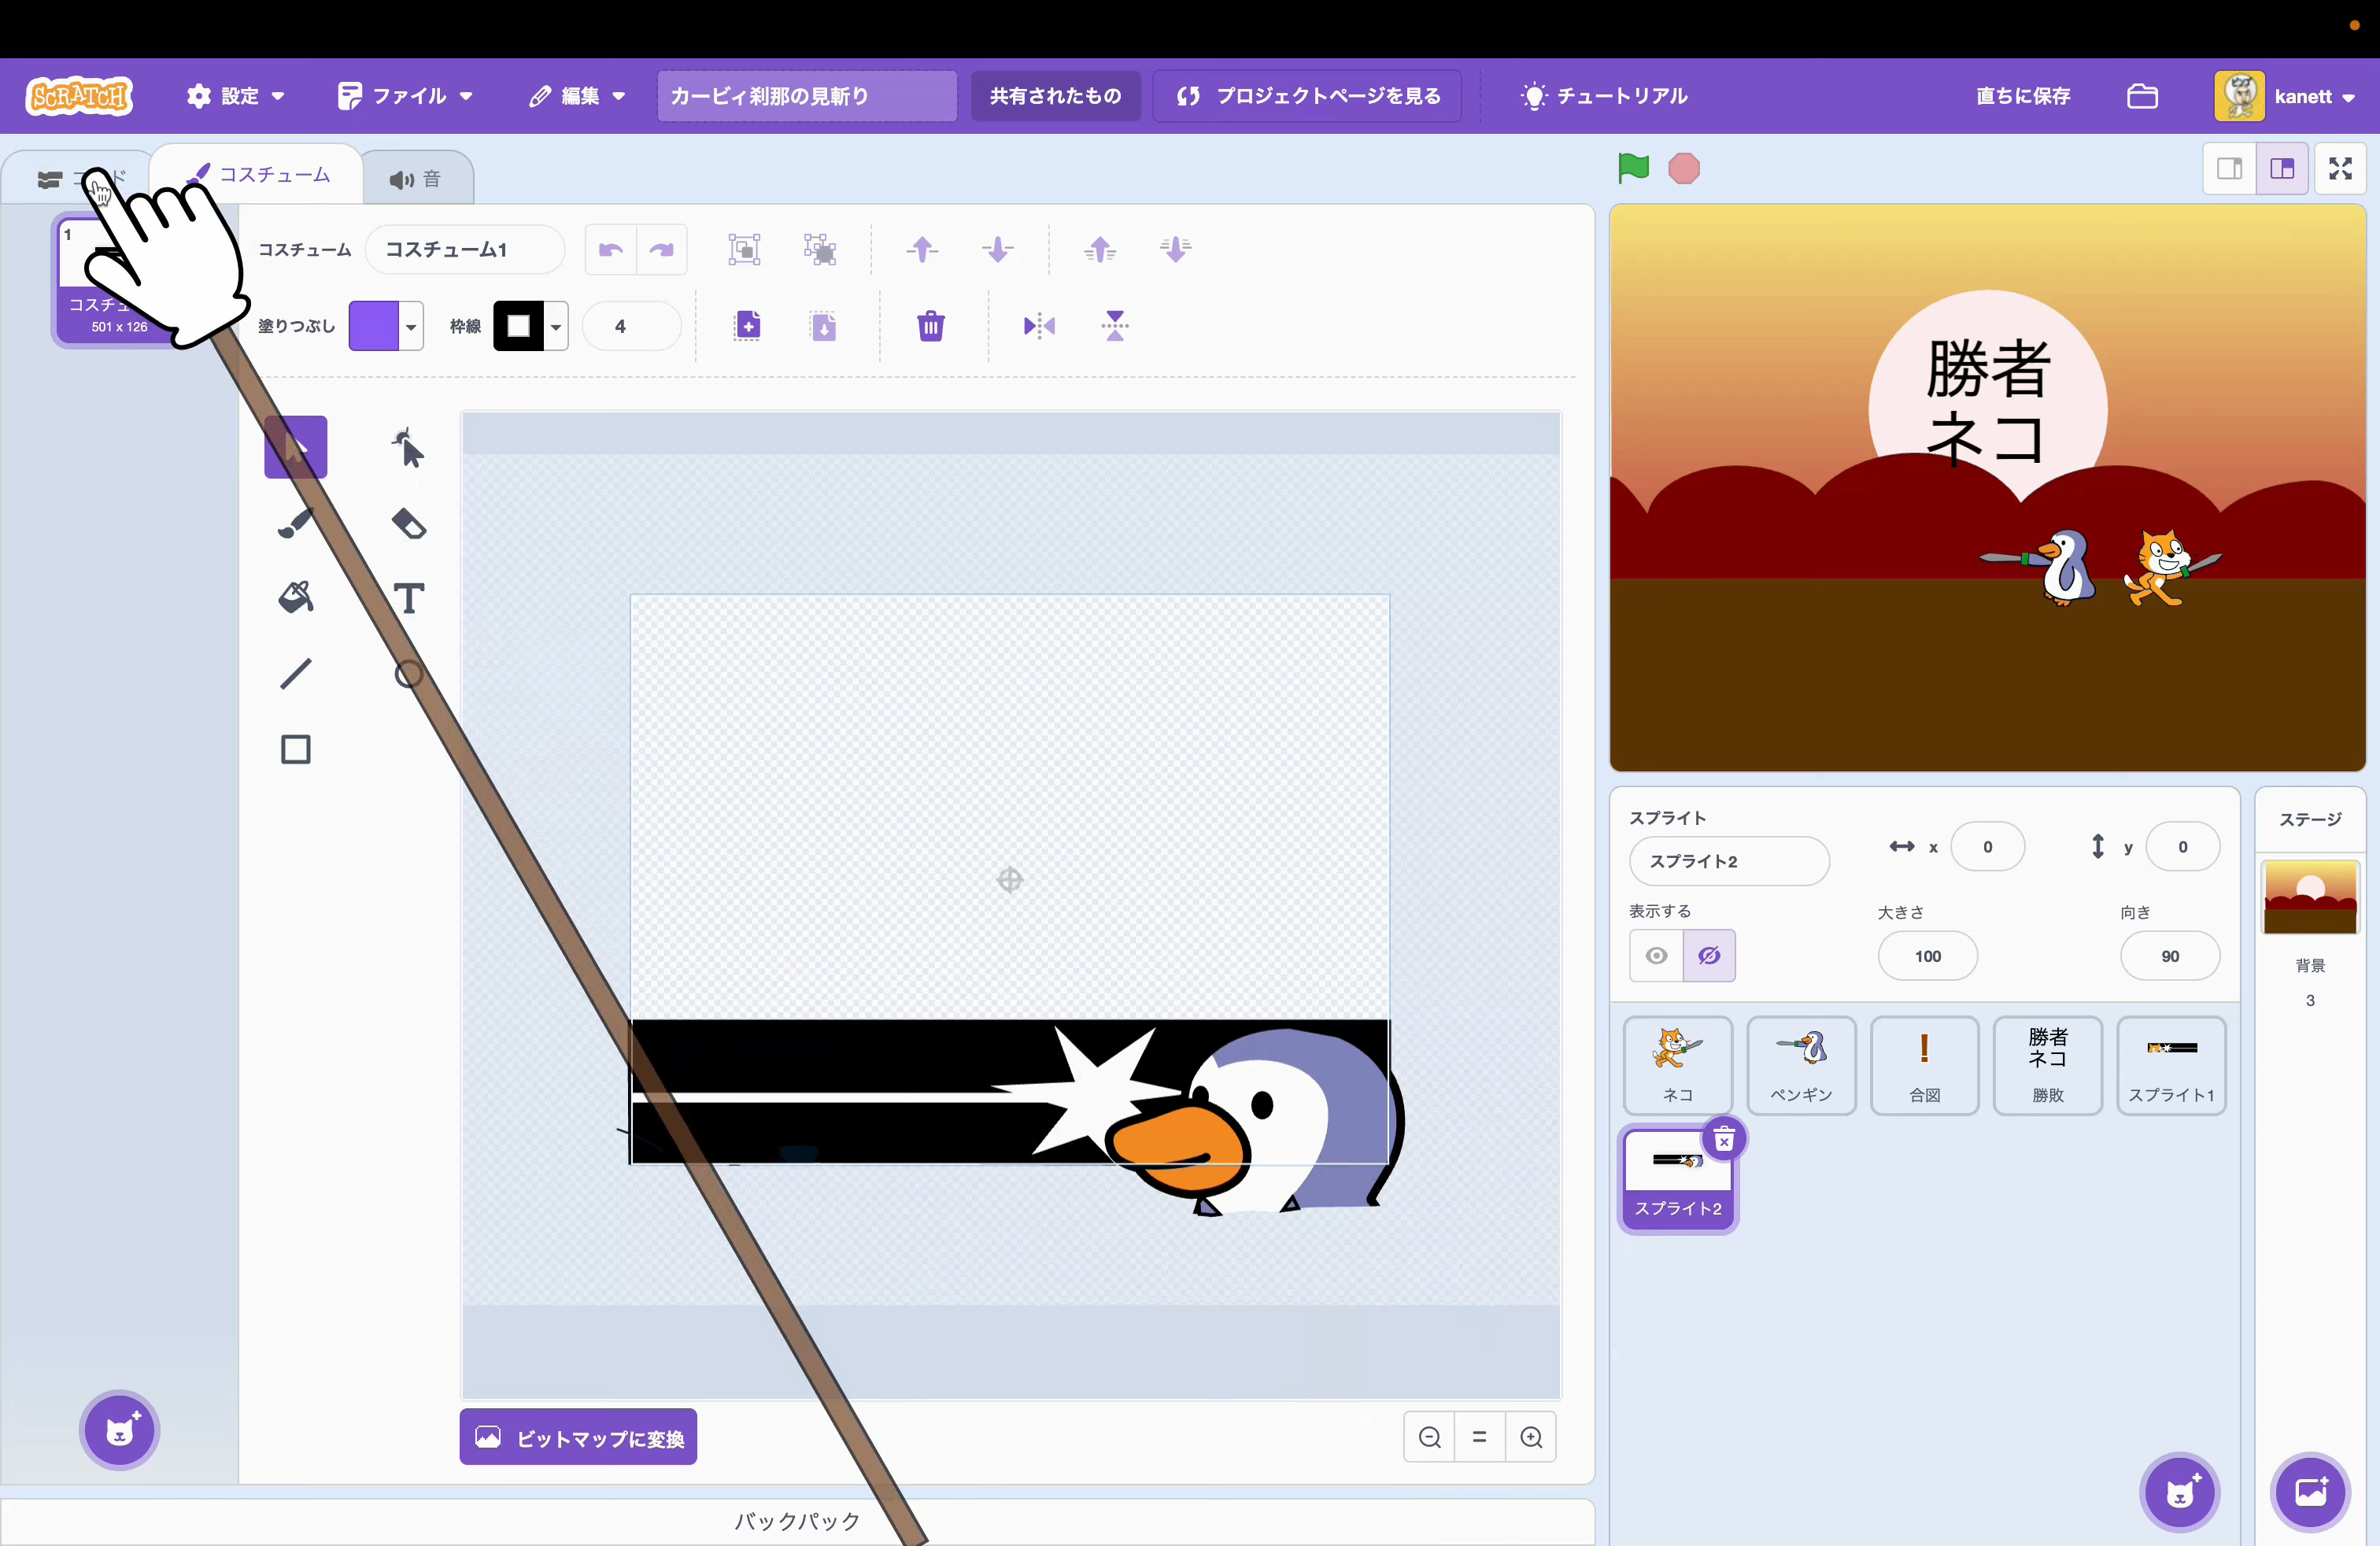 SCRATCH
設定
ファイル
編集
カービィ刹那の見斬り
共有されたもの
プロジェクトページを見る
チュートリアル
直ちに保存
kanett
コスチューム
音
1
501 x 126
コスチューム
コスチューム1
塗りつぶし
枠線
4
T
ビットマップに変換
バックパック
勝者
ネコ
スプライト
スプライト2
x
0
y
0
表示する
大きさ
100
向き
90
ネコ
ペンギン
!
合図
勝者
ネコ
勝敗
スプライト1
スプライト2
ステージ
背景
3